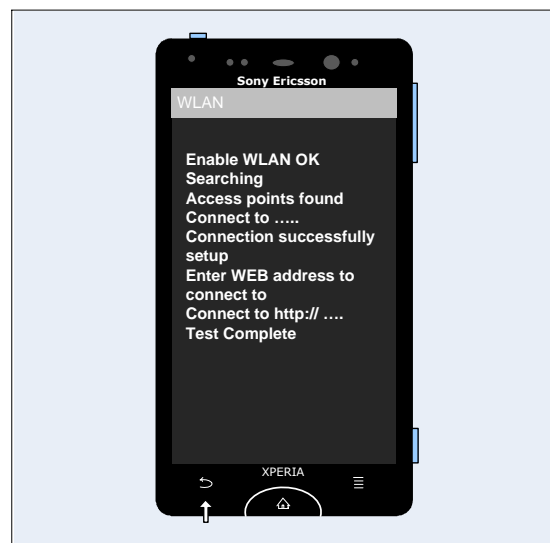 Sony Ericsson
WLAN
Enable WLAN OK
Searching
Access points found
Connect to …..
Connection successfully
setup
Enter WEB address to
connect to
Connect to http:// ….
Test Complete
XPERIA